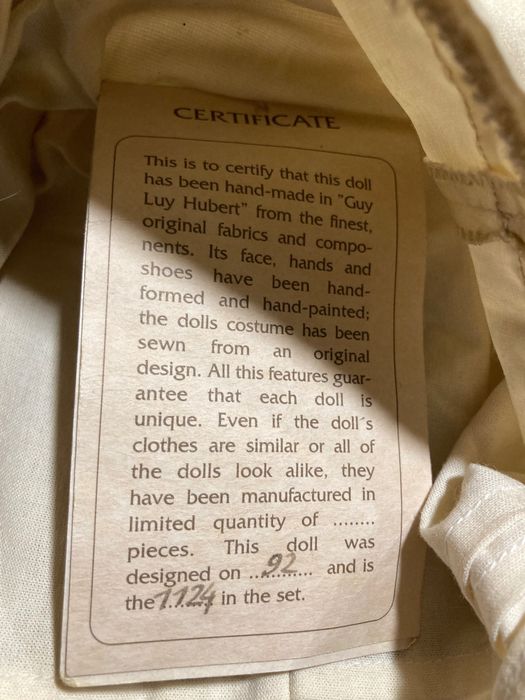 CERTIFICATE
This is to certify that this doll
has been hand-made in "Guy
Luy Hubert" from the finest,
original fabrics and compo-
nents. Its face, hands and
shoes have been hand-
formed and hand-painted;
the dolls costume has been
sewn from an original
design. All this features guar-
antee that each doll is
unique. Even if the doll´s
clothes are similar or all of
the dolls look alike, they
have been manufactured in
limited quantity of ........
pieces. This doll was
designed on ...92... and is
the 1124 in the set.